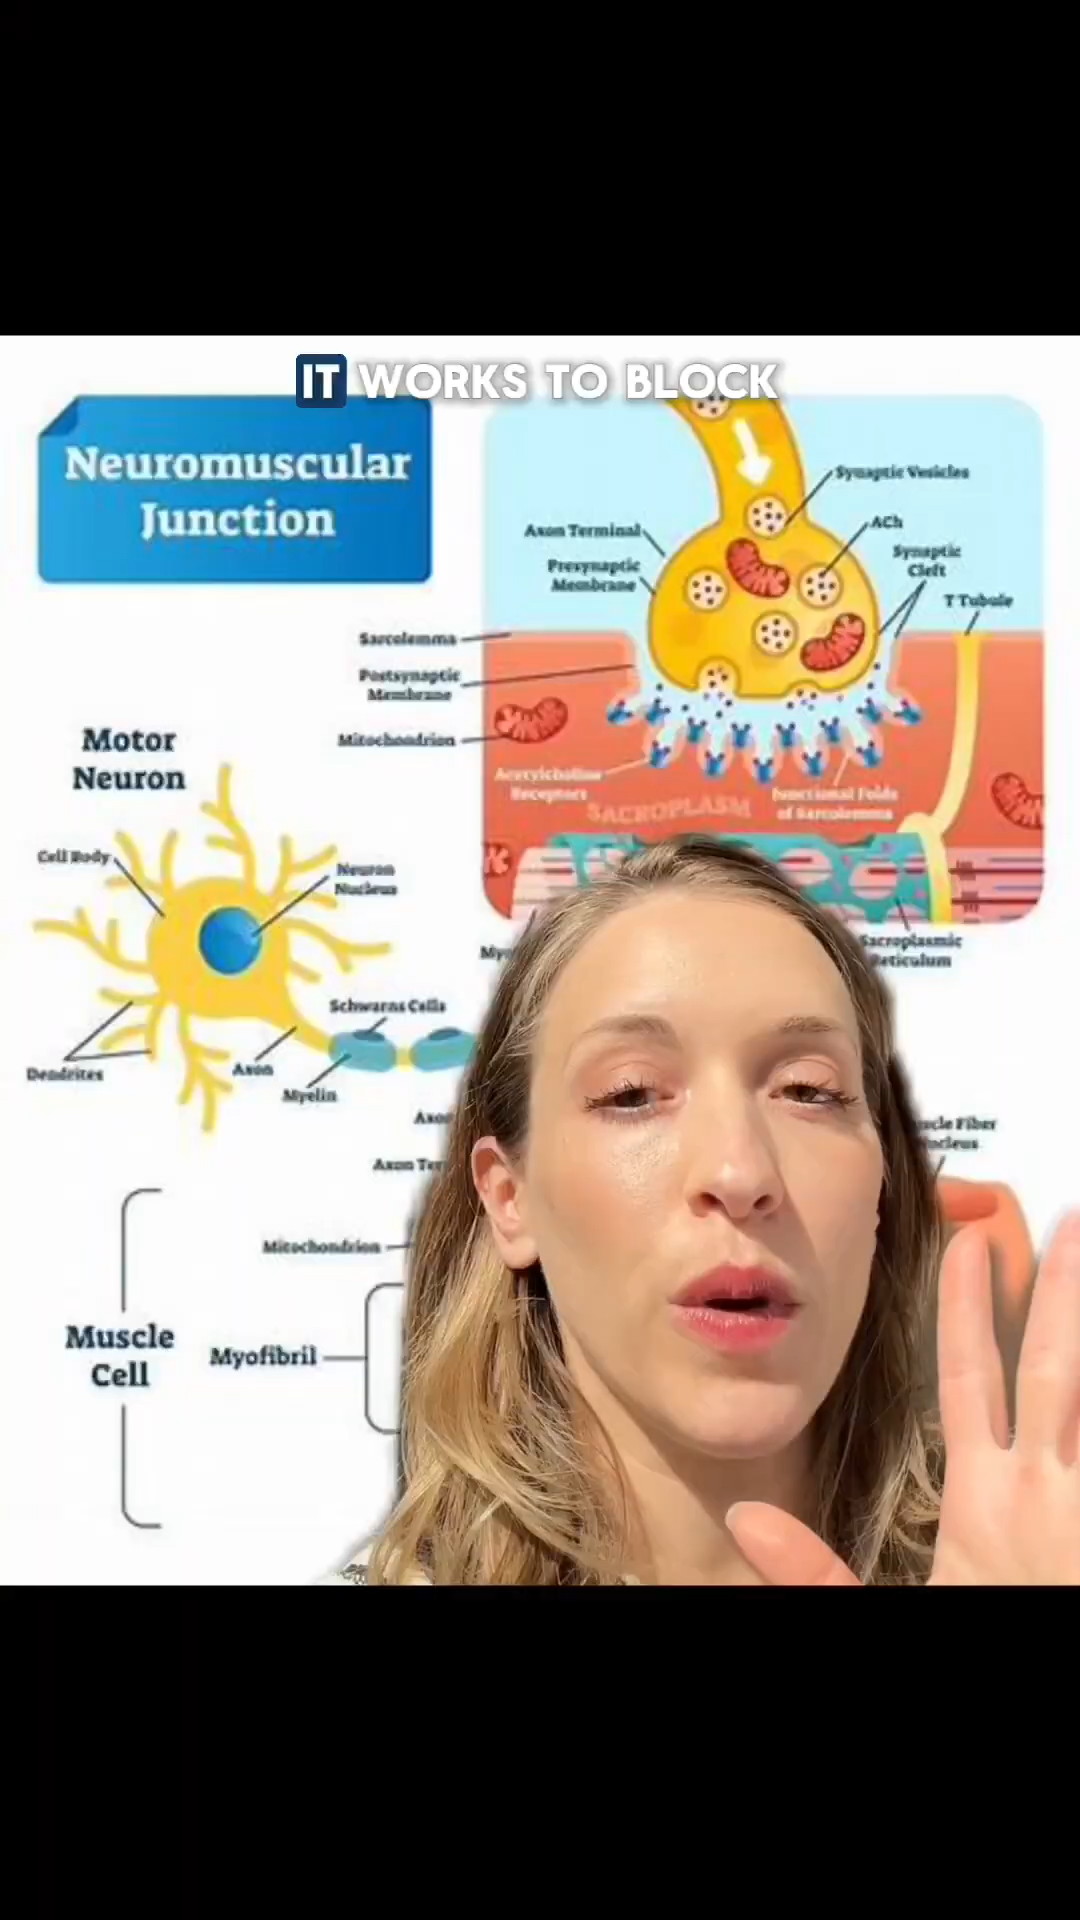 IT WORKS TO BLOCK
Neuromuscular
Junction
Synaptic Vesicles
Axon Terminal
ACh
Presynaptic
Membrane
Synaptic
Cleft
T Tubule
Sarcolemma
Postsynaptic
Membrane
Mitochondrion
Acetylcholine
Receptors
Junctional Folds
of Sarcolemma
SACROPLASM
Motor
Neuron
Cell Body
Neuron
Nucleus
Sacroplasmic
Reticulum
Schwarns Cells
Dendrites
Axon
Myelin
Muscle
Cell
Mitochondrion
Myofibril